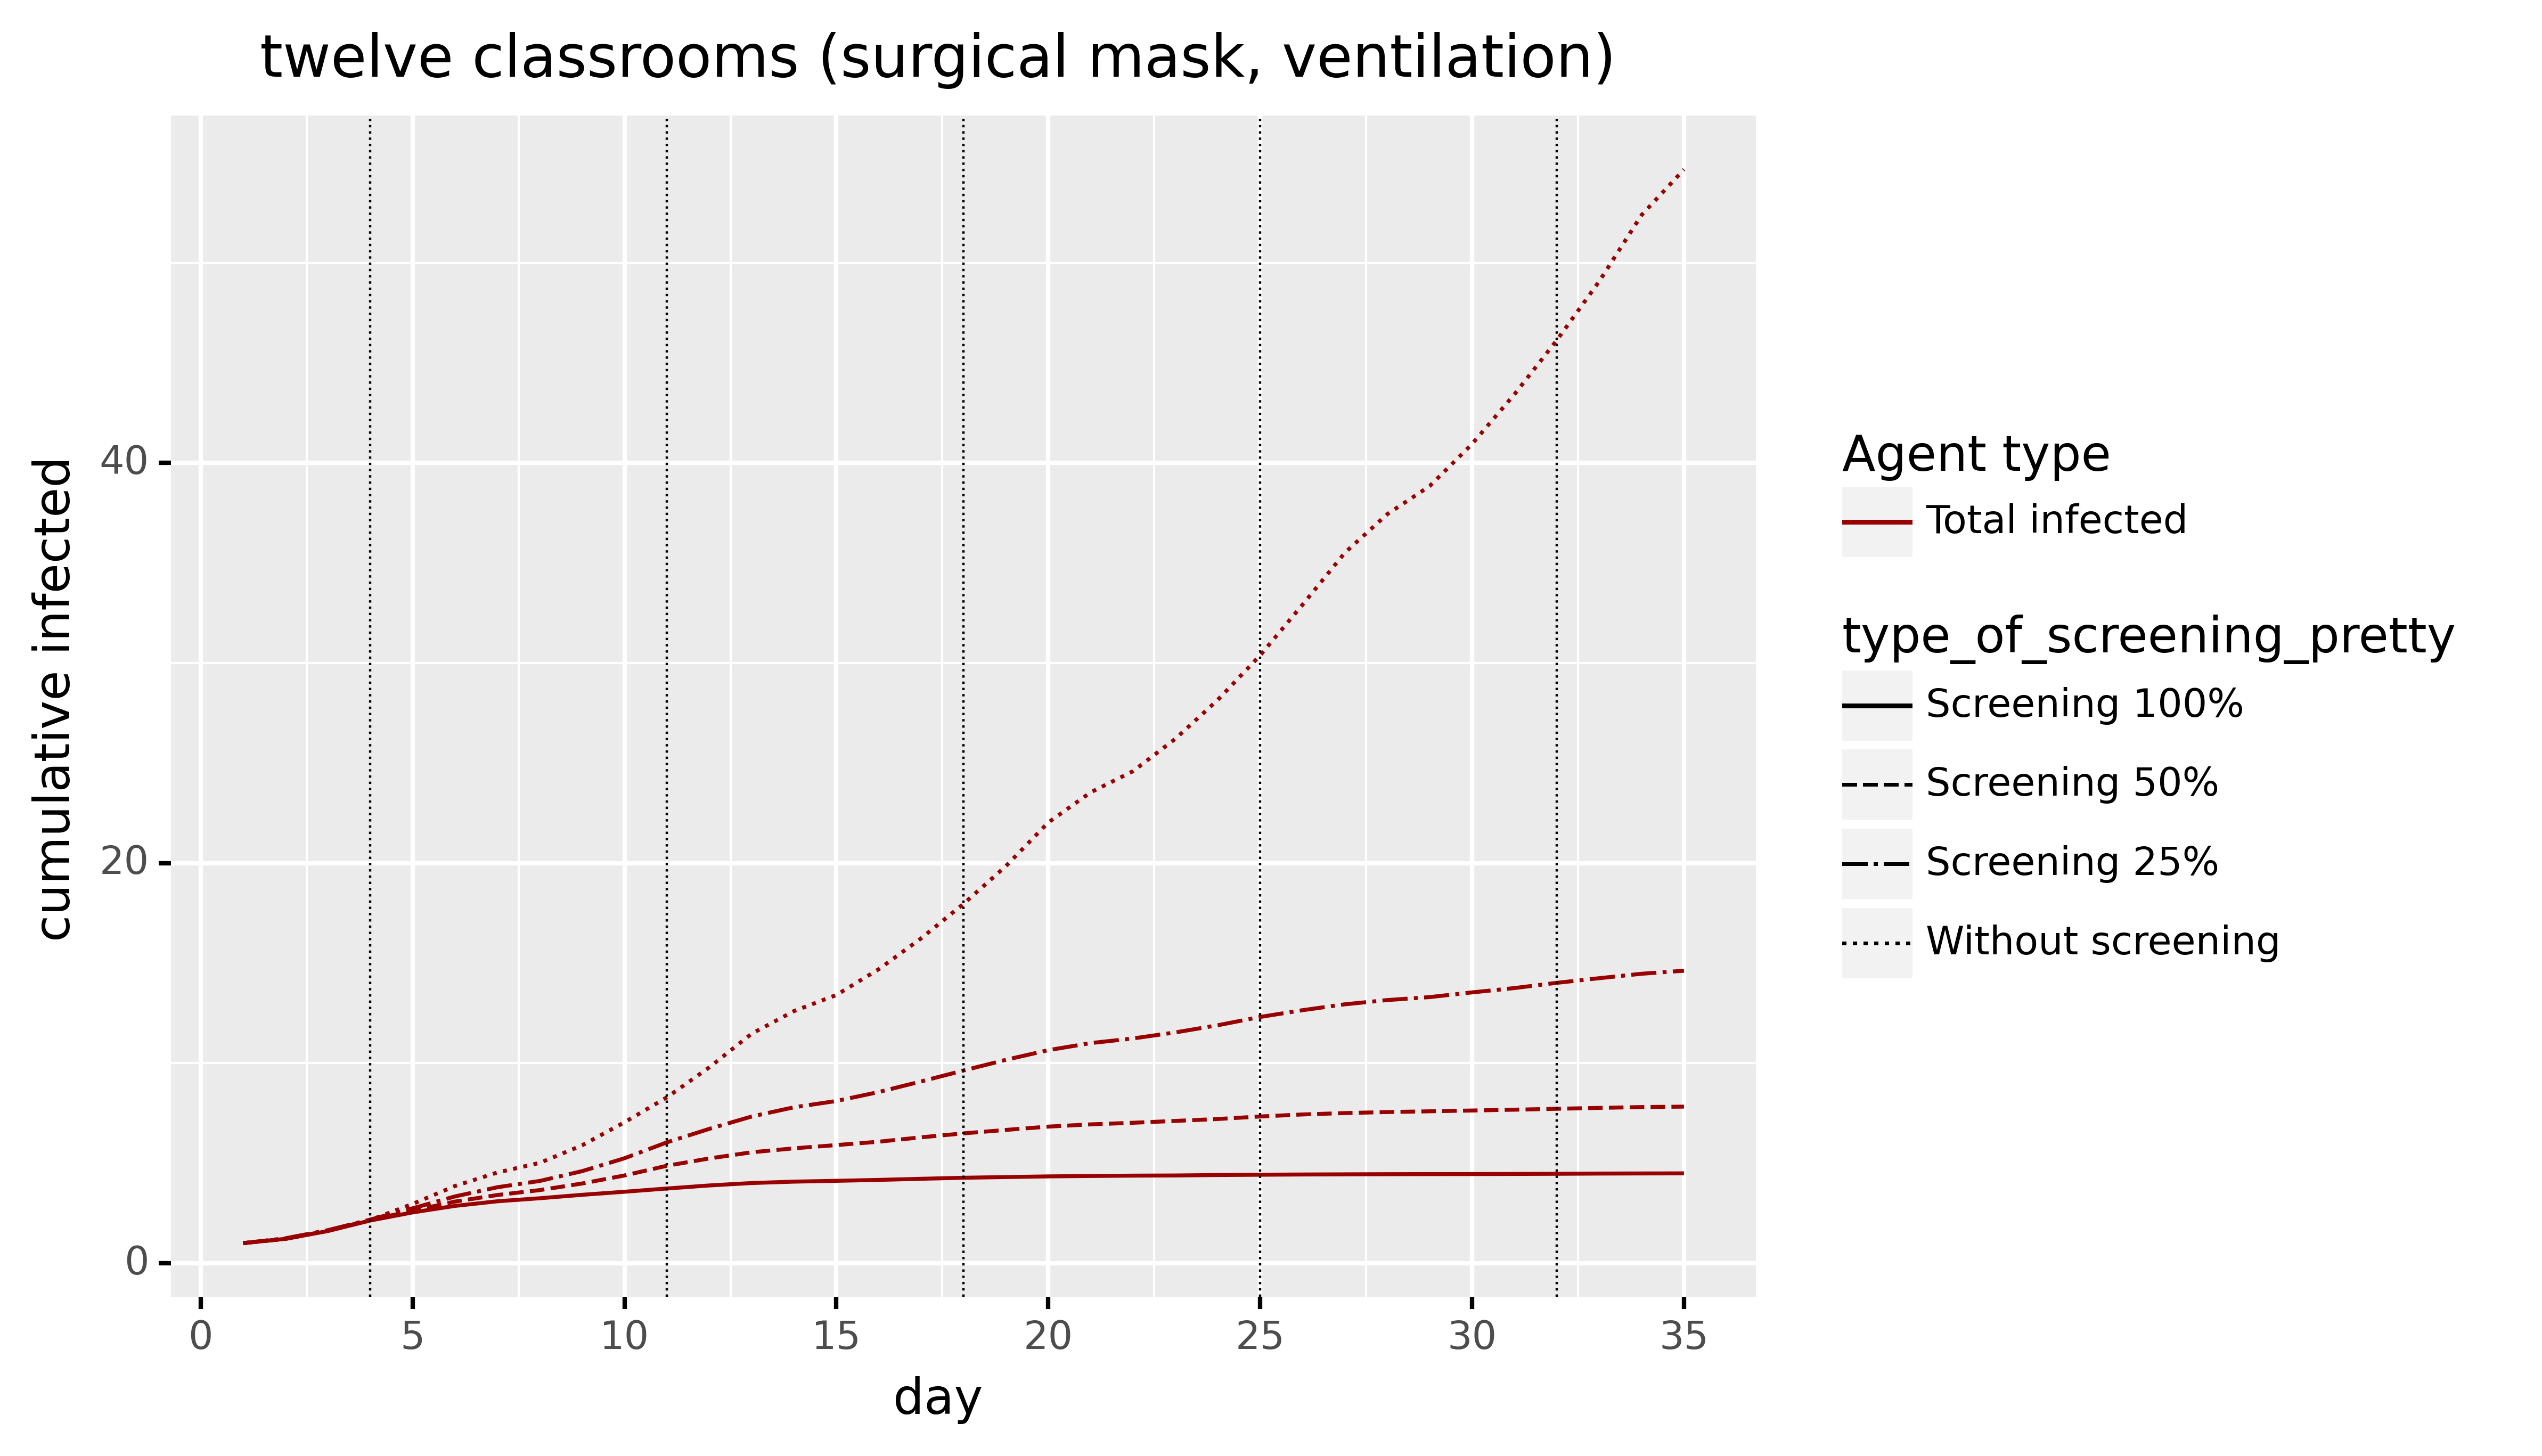 twelve classrooms (surgical mask, ventilation)
cumulative infected
40
20
0
0 5 10 15 20 25 30 35
day
Agent type
Total infected
type_of_screening_pretty
Screening 100%
Screening 50%
Screening 25%
Without screening